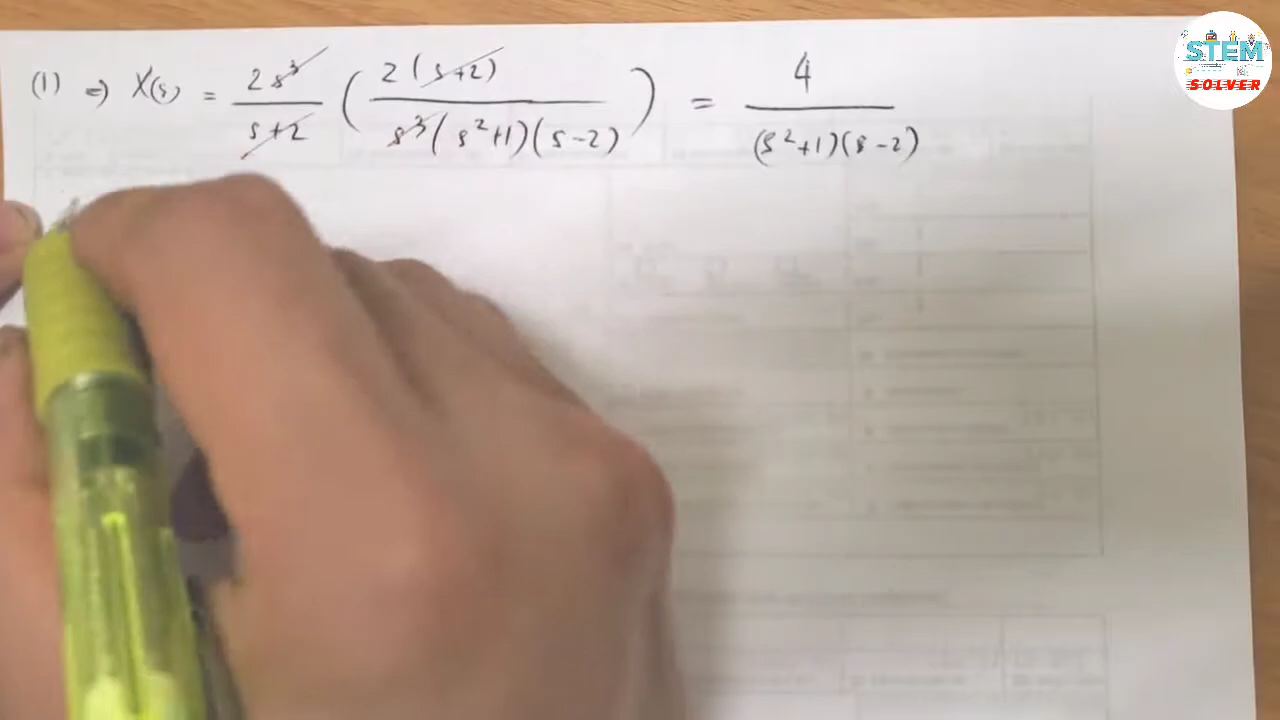 (1) ⇒ X(s) = 2s³/(s+2) ( 2(s+2)/(s³(s²+1)(s-2)) ) = 4/((s²+1)(s-2))
STEM
SOLVER